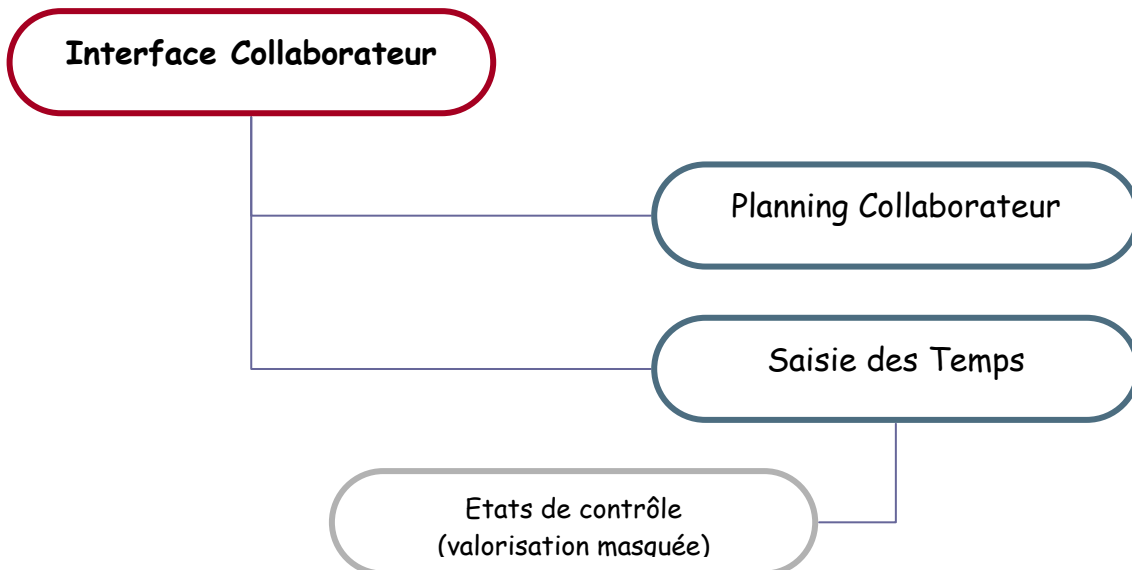 Interface Collaborateur
Planning Collaborateur
Saisie des Temps
Etats de contrôle
(valorisation masquée)